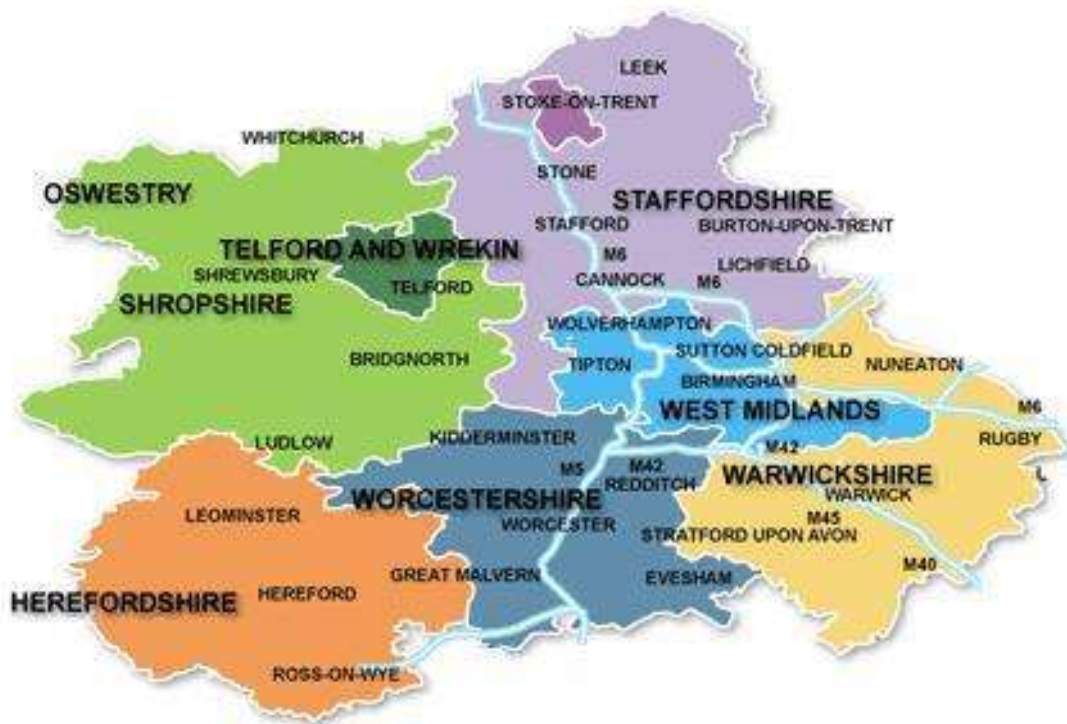 LEEK
STOKE-ON-TRENT
WHITCHURCH
STONE
OSWESTRY
STAFFORDSHIRE
STAFFORD
BURTON-UPON-TRENT
TELFORD AND WREKIN
M6
LICHFIELD
SHREWSBURY
CANNOCK
M6
TELFORD
SHROPSHIRE
WOLVERHAMPTON
BRIDGNORTH
TIPTON
SUTTON COLDFIELD
NUNEATON
BIRMINGHAM
WEST MIDLANDS
M6
LUDLOW
KIDDERMINSTER
RUGBY
M42
M5
M42
WARWICKSHIRE
L
REDDITCH
WORCESTERSHIRE
WARWICK
LEOMINSTER
WORCESTER
M45
STRATFORD UPON AVON
M40
GREAT MALVERN
EVESHAM
HEREFORD
HEREFORDSHIRE
ROSS-ON-WYE